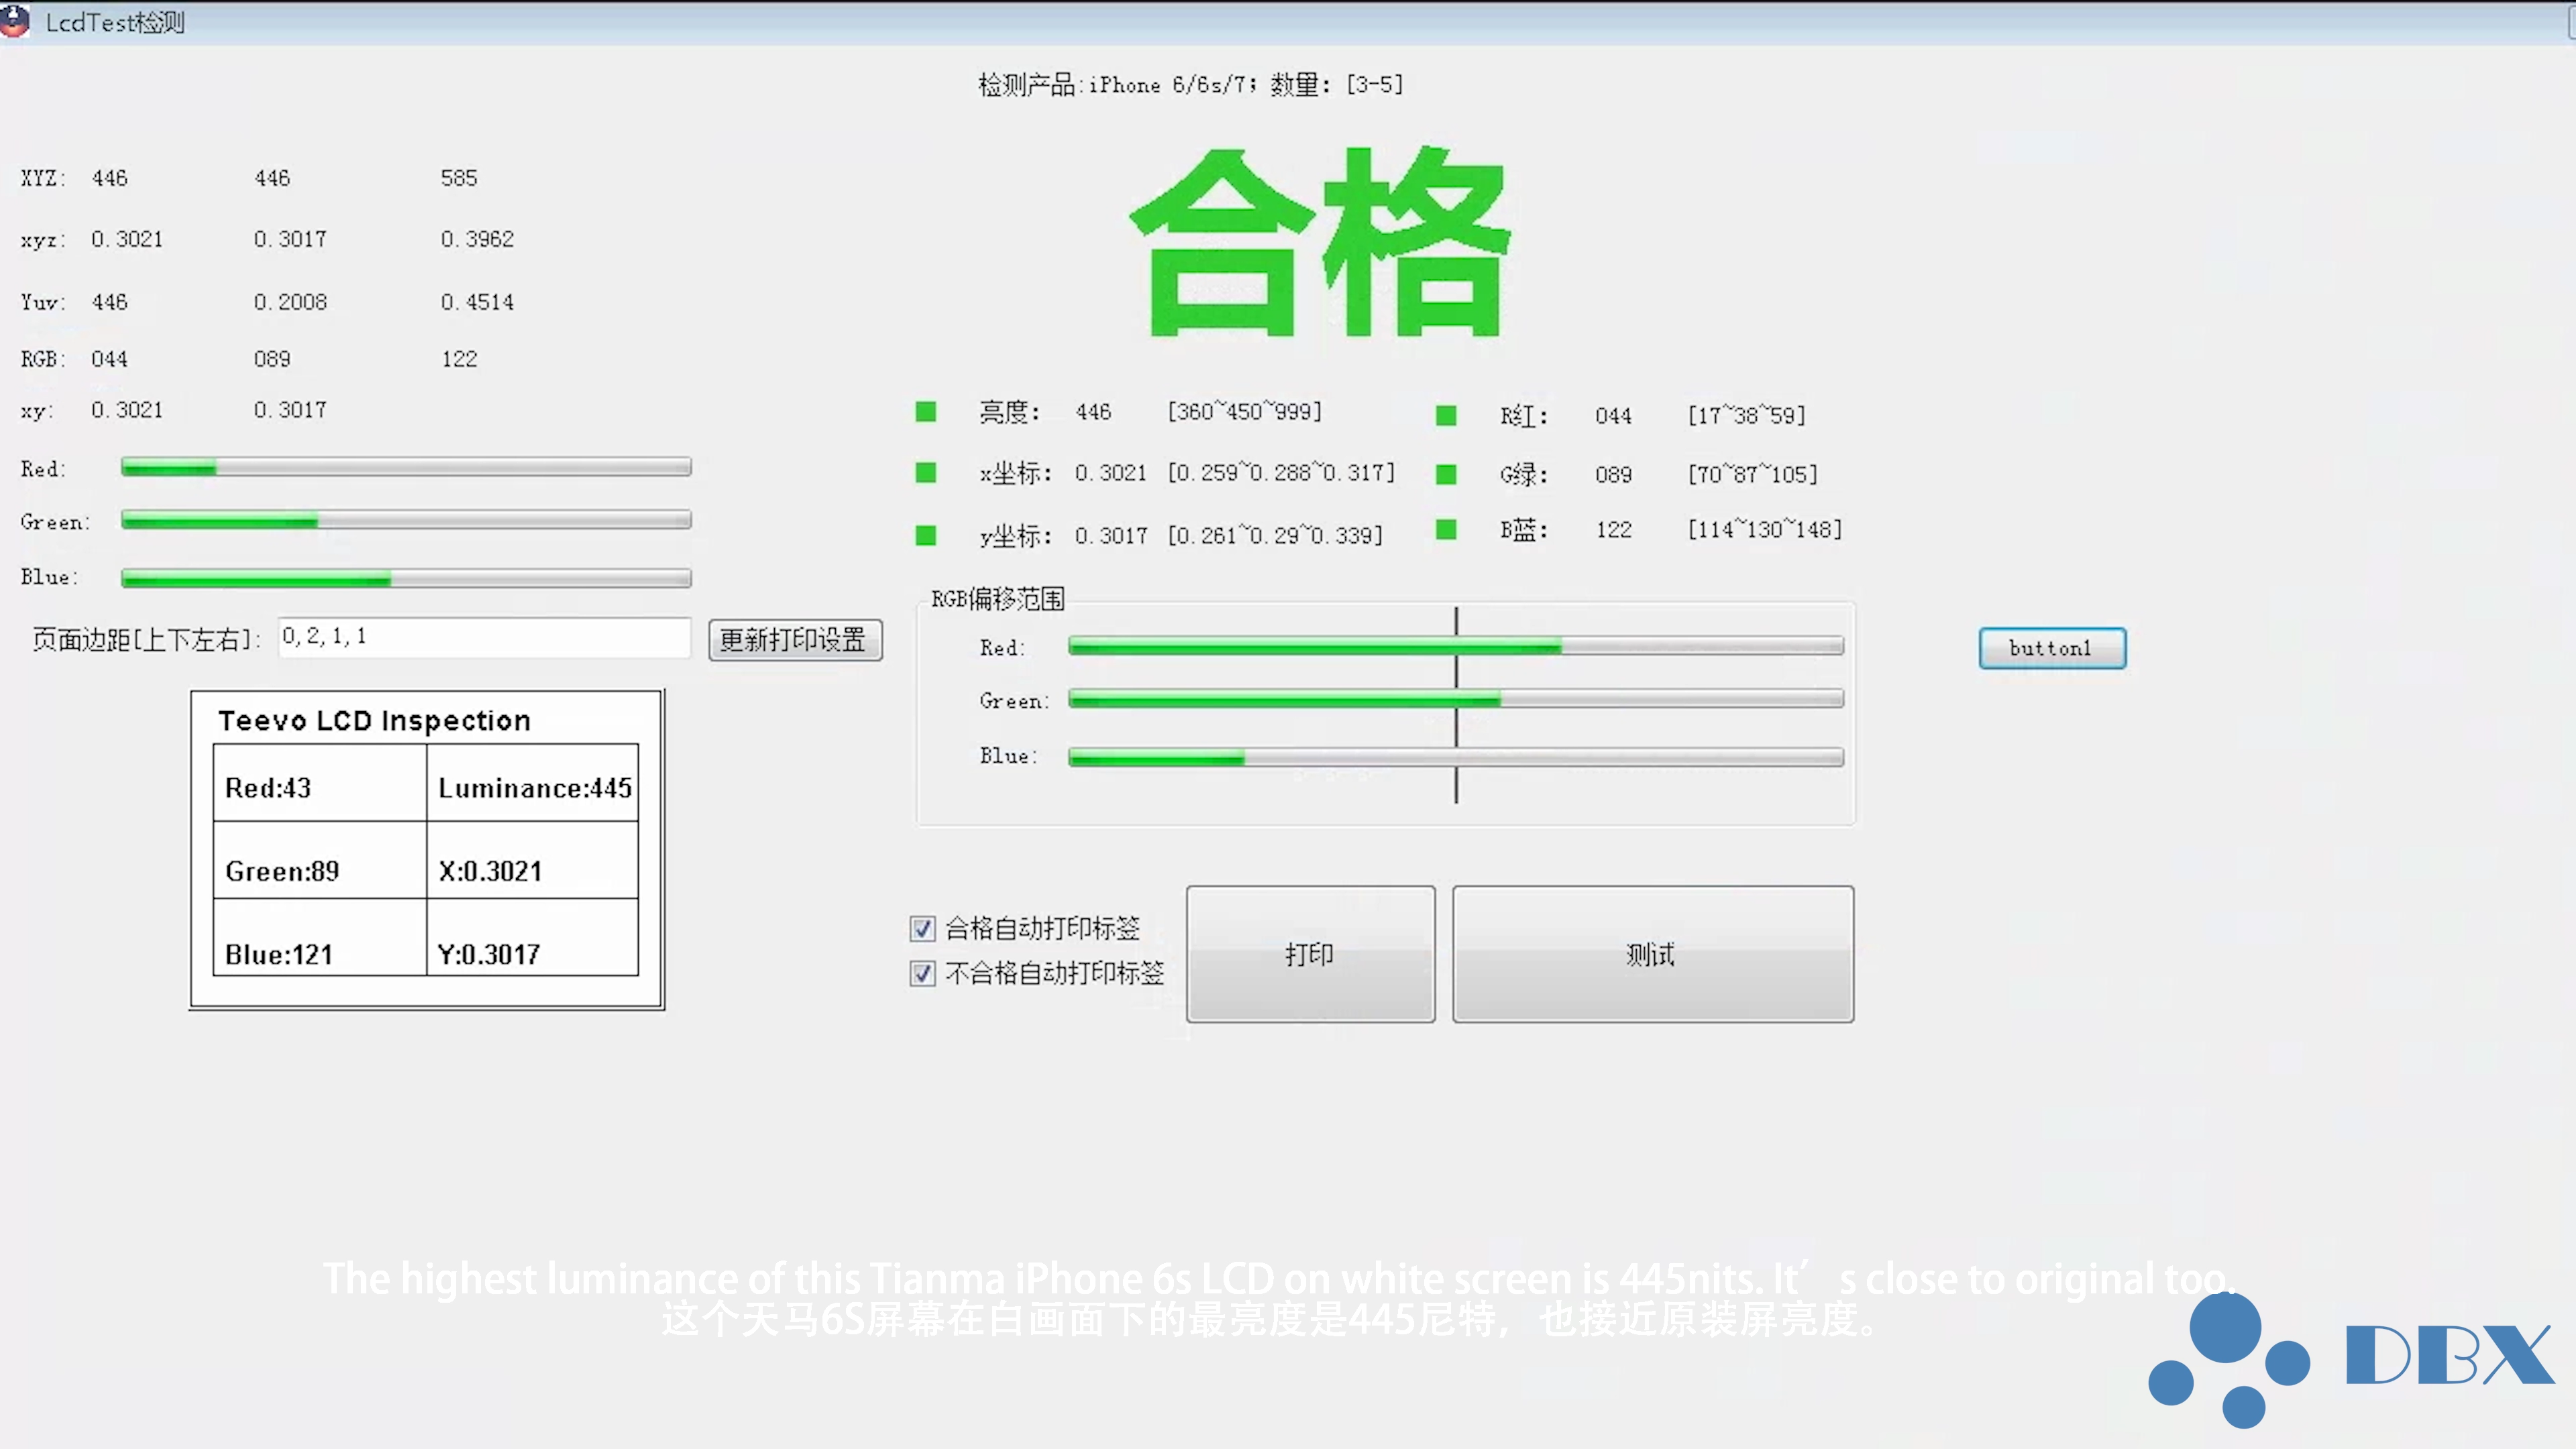 LcdTest检测
检测产品:iPhone 6/6s/7; 数量: [3-5]
合格
XYZ: 446 446 585
xyz: 0.3021 0.3017 0.3962
Yuv: 446 0.2008 0.4514
RGB: 044 089 122
xy: 0.3021 0.3017
Red:
Green:
Blue:
亮度: 446 [360~450~999] R红: 044 [17~38~59]
x坐标: 0.3021 [0.259~0.288~0.317] G绿: 089 [70~87~105]
y坐标: 0.3017 [0.261~0.29~0.339] B蓝: 122 [114~130~148]
页面边距[上下左右]: 0,2,1,1 更新打印设置
RGB偏移范围
Red:
Green:
Blue:
button1
Teevo LCD Inspection
Red:43 Luminance:445
Green:89 X:0.3021
Blue:121 Y:0.3017
合格自动打印标签
不合格自动打印标签
打印 测试
The highest luminance of this Tianma iPhone 6s LCD on white screen is 445nits. It's close to original too.
这个天马6S屏幕在白画面下的最亮度是445尼特，也接近原装屏亮度。
DBX